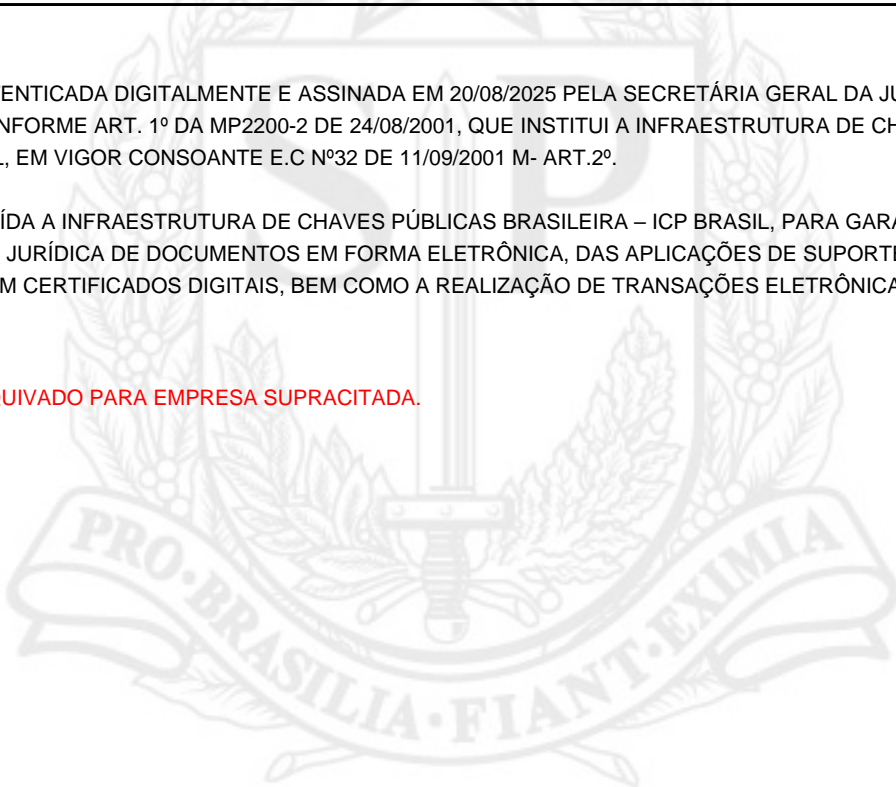 ENTICADA DIGITALMENTE E ASSINADA EM 20/08/2025 PELA SECRETÁRIA GERAL DA JU
NFORME ART. 1º DA MP2200-2 DE 24/08/2001, QUE INSTITUI A INFRAESTRUTURA DE CH
L, EM VIGOR CONSOANTE E.C Nº32 DE 11/09/2001 M- ART.2º.
ÍDA A INFRAESTRUTURA DE CHAVES PÚBLICAS BRASILEIRA – ICP BRASIL, PARA GARA
JURÍDICA DE DOCUMENTOS EM FORMA ELETRÔNICA, DAS APLICAÇÕES DE SUPORTE
M CERTIFICADOS DIGITAIS, BEM COMO A REALIZAÇÃO DE TRANSAÇÕES ELETRÔNICA
UIVADO PARA EMPRESA SUPRACITADA.
SP
PRO·BRASILIA·FIANT·EXIMIA